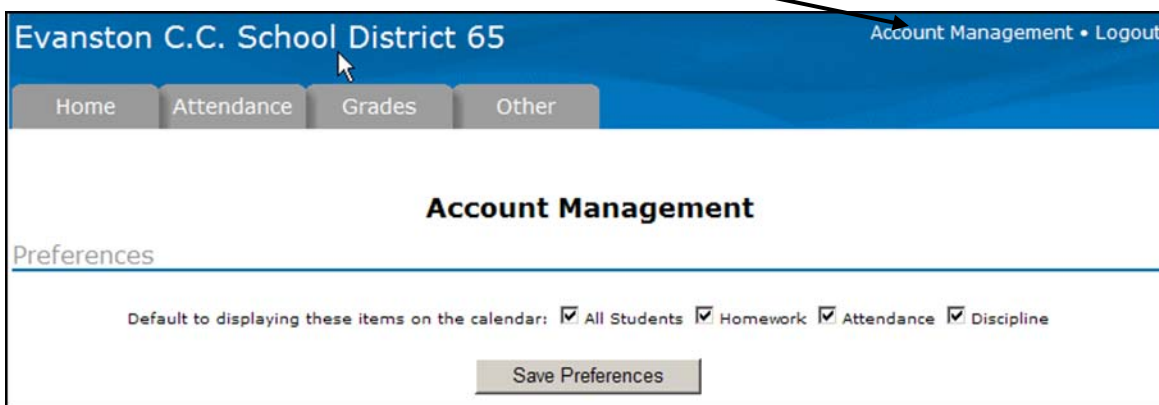 Evanston C.C. School District 65
Account Management • Logout
Home Attendance Grades Other
Account Management
Preferences
Default to displaying these items on the calendar: All Students Homework Attendance Discipline
Save Preferences